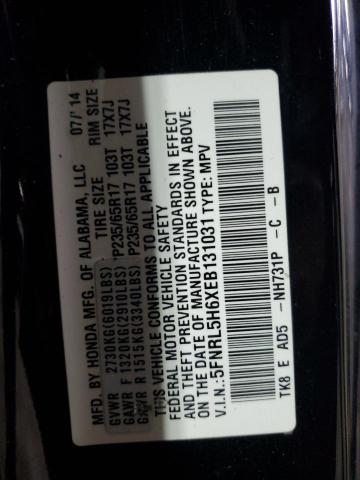 MFD. BY HONDA MFG. OF ALABAMA, LLC 07/'14
TIRE SIZE RIM SIZE
GVWR 2730KG(6019LBS)
GAWR F 1320KG(2910LBS) P235/65R17 103T 17X7J
GAWR R 1515KG(3340LBS) P235/65R17 103T 17X7J
THIS VEHICLE CONFORMS TO ALL APPLICABLE
FEDERAL MOTOR VEHICLE SAFETY
AND THEFT PREVENTION STANDARDS IN EFFECT
ON THE DATE OF MANUFACTURE SHOWN ABOVE.
V.I.N.:5FNRL5H6XEB131031 TYPE: MPV
TK8 E AD5 -NH731P -C -B